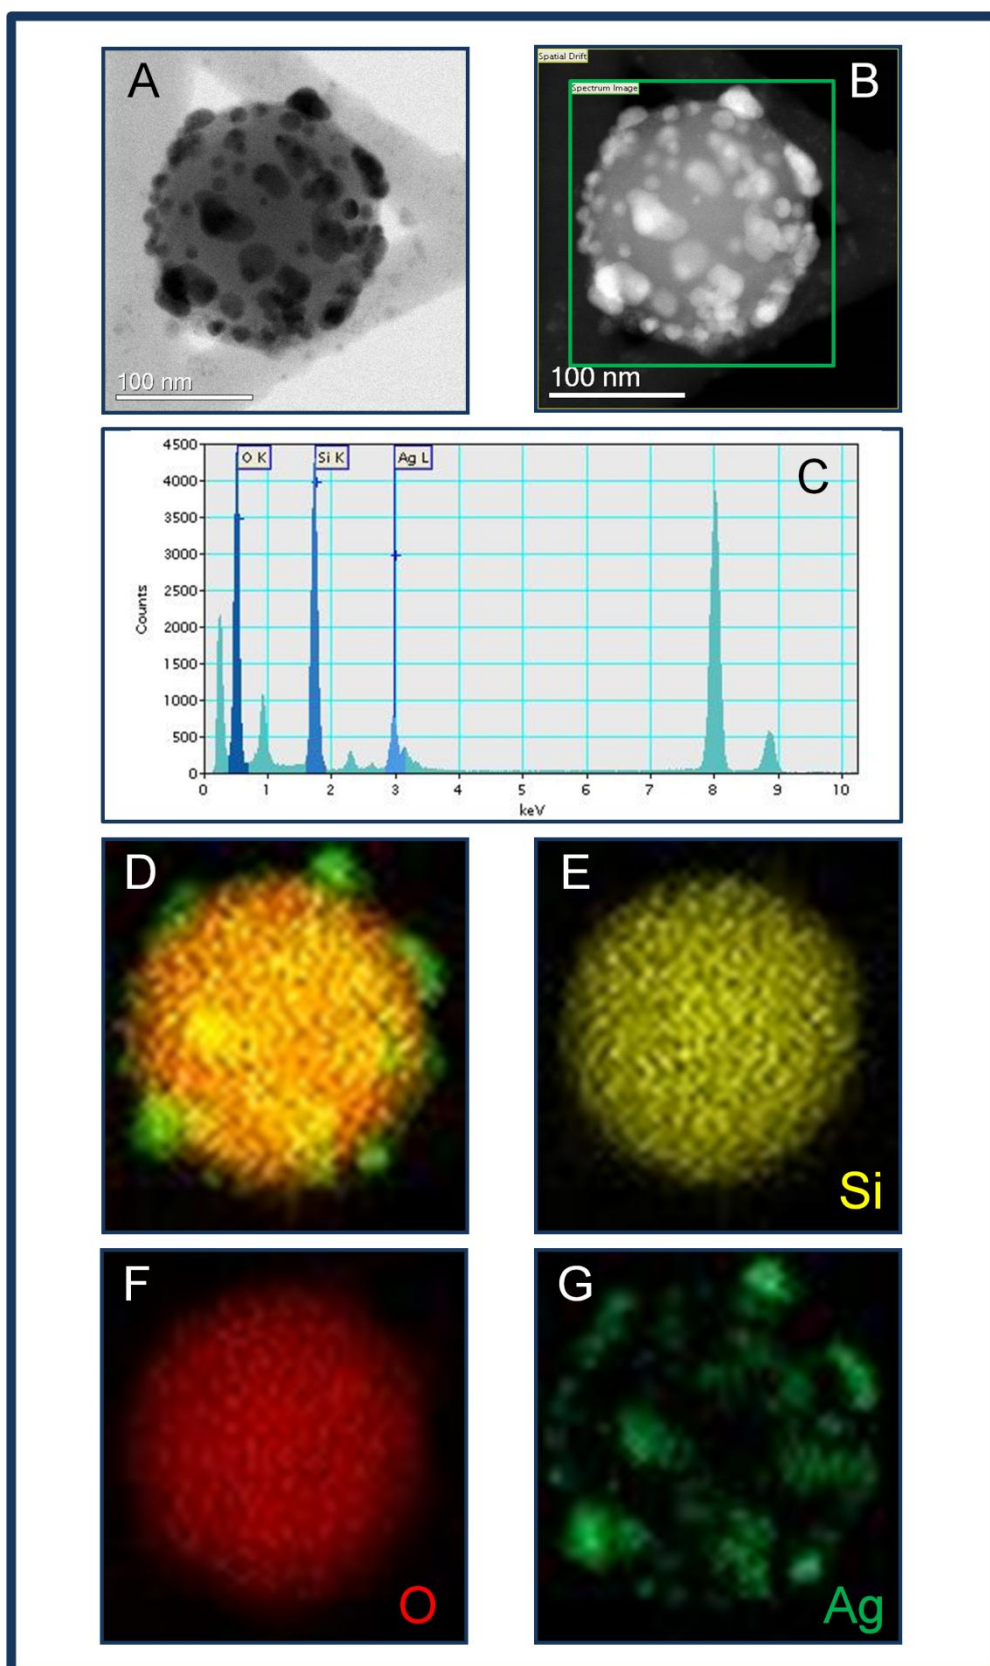 A
100 nm
Spatial Drift
Spectrum Image
B
100 nm
C
O K
Si K
Ag L
4500
4000
3500
3000
2500
2000
1500
1000
500
0
Counts
0 1 2 3 4 5 6 7 8 9 10
keV
D
E
Si
F
O
G
Ag